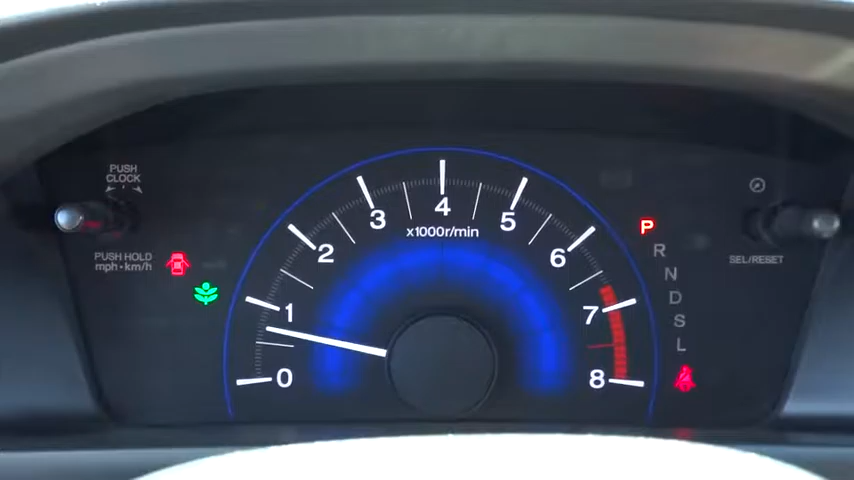 PUSH
CLOCK
PUSH HOLD
mph·km/h
0
1
2
3
4
5
6
7
8
x1000r/min
P
R
N
D
S
L
SEL/RESET